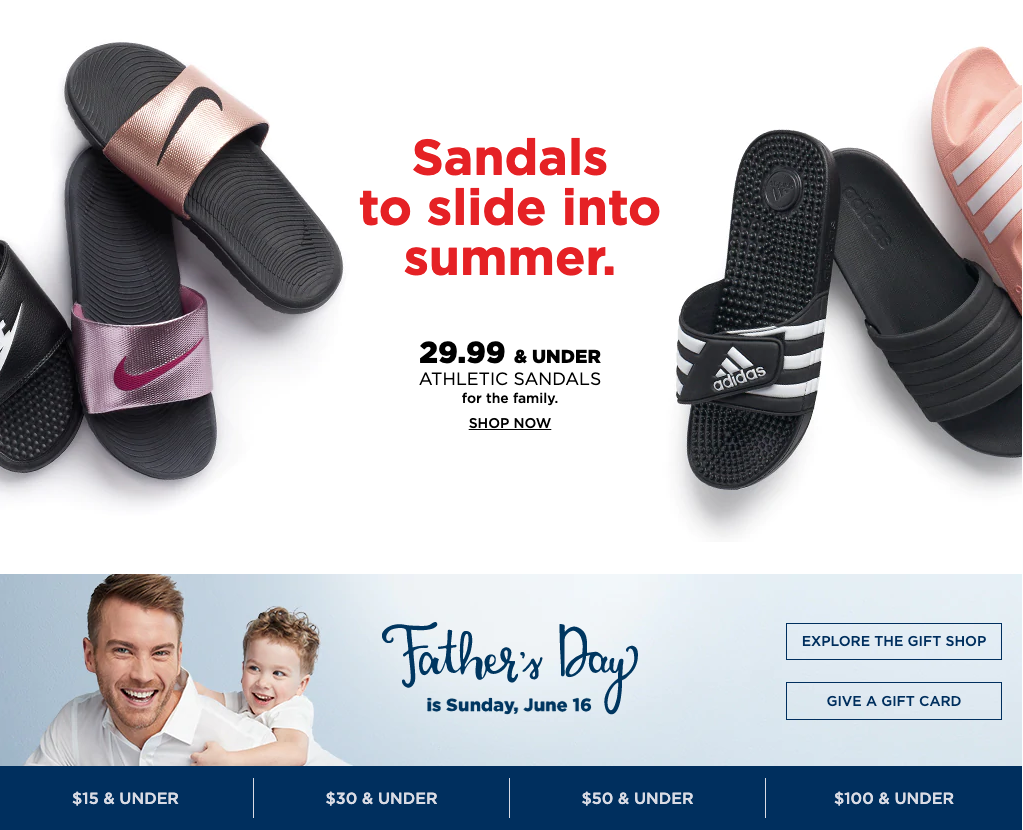 Sandals
to slide into
summer.
29.99 & UNDER
ATHLETIC SANDALS
for the family.
SHOP NOW
adidas
adidas
Father's Day
is Sunday, June 16
EXPLORE THE GIFT SHOP
GIVE A GIFT CARD
$15 & UNDER
$30 & UNDER
$50 & UNDER
$100 & UNDER